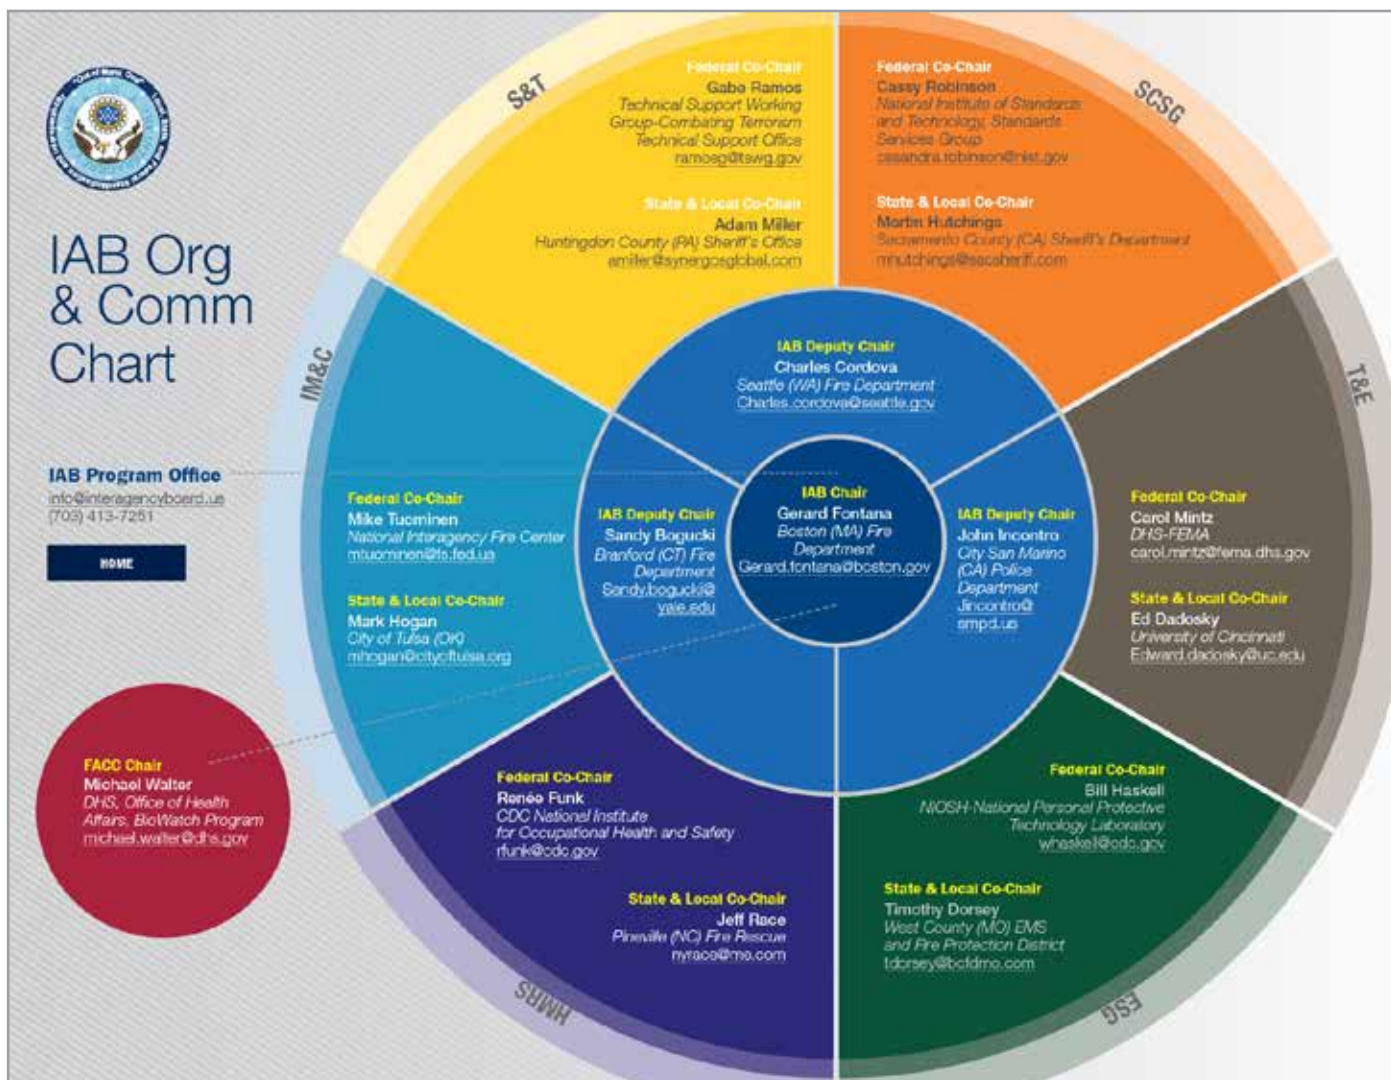 IAB Org
& Comm
Chart
IAB Program Office
info@interagencyboard.us
(703) 413-7251
HOME
FACC Chair
Michael Walter
DHS, Office of Health
Affairs, BioWatch Program
michael.walter@dhs.gov
S&T
Federal Co-Chair
Gabe Ramos
Technical Support Working
Group-Combating Terrorism
Technical Support Office
ramosg@tswg.gov
State & Local Co-Chair
Adam Miller
Huntingdon County (PA) Sheriff's Office
amiller@synergosglobal.com
SCSG
Federal Co-Chair
Cassy Robinson
National Institute of Standards
and Technology, Standards
Services Group
cassandra.robinson@nist.gov
State & Local Co-Chair
Martin Hutchings
Sacramento County (CA) Sheriff's Department
mhutchings@sacsheriff.com
IM&C
Federal Co-Chair
Mike Tuominen
National Interagency Fire Center
mtuominen@fs.fed.us
State & Local Co-Chair
Mark Hogan
City of Tulsa (OK)
mhogan@cityoftulsa.org
IAB Deputy Chair
Charles Cordova
Seattle (WA) Fire Department
Charles.cordova@seattle.gov
IAB Deputy Chair
Sandy Bogucki
Branford (CT) Fire
Department
Sandy.bogucki@
yale.edu
IAB Chair
Gerard Fontana
Boston (MA) Fire
Department
Gerard.fontana@boston.gov
IAB Deputy Chair
John Incontro
City San Marino
(CA) Police
Department
Jincontro@
smpd.us
T&E
Federal Co-Chair
Carol Mintz
DHS-FEMA
carol.mintz@fema.dhs.gov
State & Local Co-Chair
Ed Dadosky
University of Cincinnati
Edward.dadosky@uc.edu
HMRS
Federal Co-Chair
Renée Funk
CDC National Institute
for Occupational Health and Safety
rfunk@cdc.gov
State & Local Co-Chair
Jeff Race
Pineville (NC) Fire Rescue
nyrace@me.com
ESG
Federal Co-Chair
Bill Haskell
NIOSH-National Personal Protective
Technology Laboratory
whaskell@cdc.gov
State & Local Co-Chair
Timothy Dorsey
West County (MO) EMS
and Fire Protection District
tdorsey@bcfdmo.com